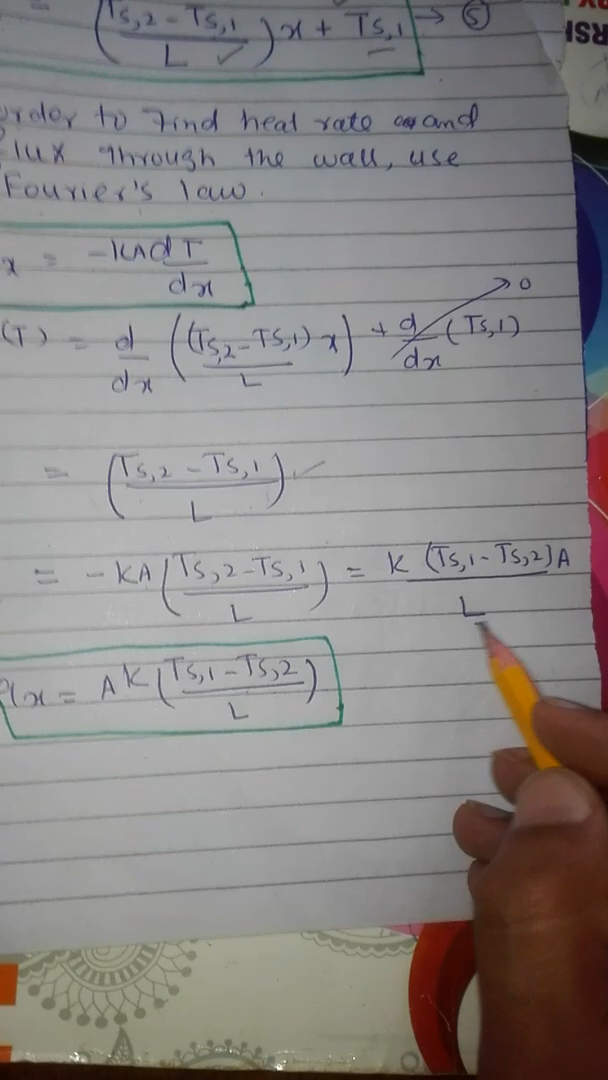 = (Ts,2 - Ts,1 / L) x + Ts,1 → 5
order to find heat rate and
flux through the wall, use
Fourier's law.
x = -KA dT/dx
(T) = d/dx ((Ts,2 - Ts,1) x / L) + d/dx (Ts,1) → 0
= (Ts,2 - Ts,1 / L)
= -KA (Ts,2 - Ts,1 / L) = K (Ts,1 - Ts,2) A / L
qx = AK (Ts,1 - Ts,2 / L)